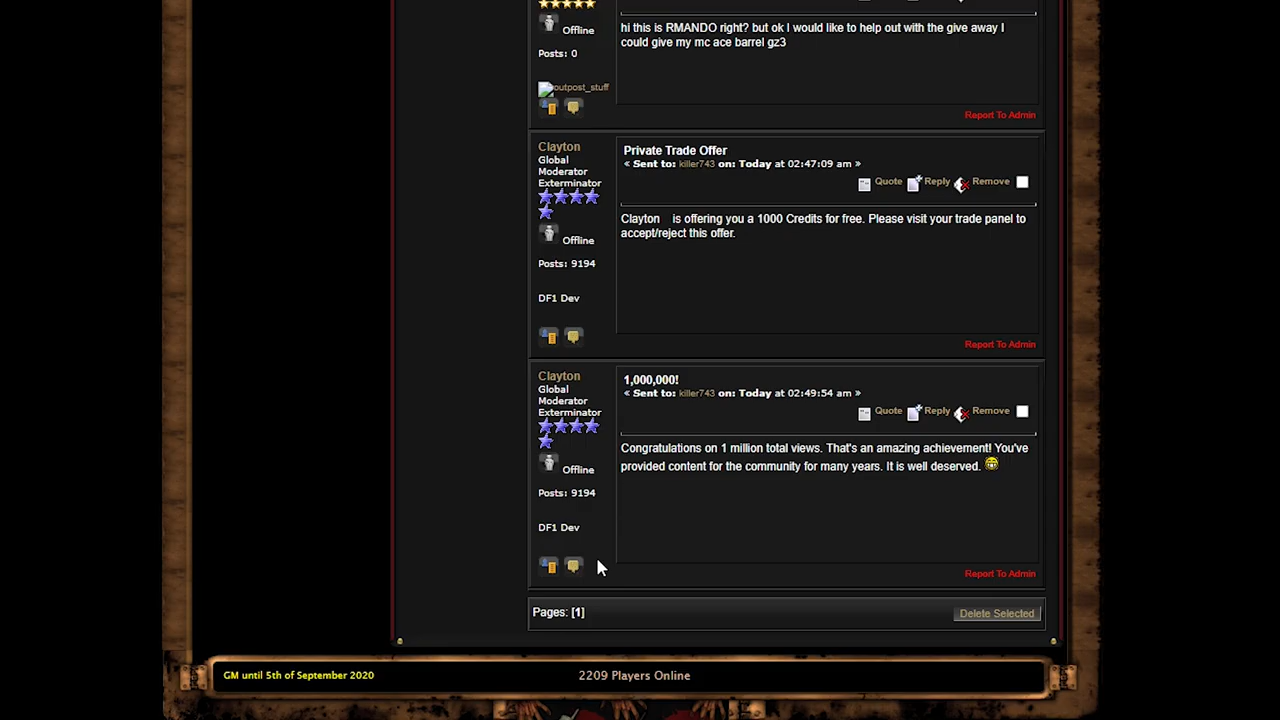 Offline
hi this is RMANDO right? but ok I would like to help out with the give away I
could give my mc ace barrel gz3
Posts: 0
outpost_stuff
Report To Admin
Clayton
Global
Moderator
Exterminator
Offline
Posts: 9194
DF1 Dev
Private Trade Offer
« Sent to: killer743 on: Today at 02:47:09 am »
Quote Reply Remove
Clayton is offering you a 1000 Credits for free. Please visit your trade panel to
accept/reject this offer.
Report To Admin
Clayton
Global
Moderator
Exterminator
Offline
Posts: 9194
DF1 Dev
1,000,000!
« Sent to: killer743 on: Today at 02:49:54 am »
Quote Reply Remove
Congratulations on 1 million total views. That's an amazing achievement! You've
provided content for the community for many years. It is well deserved.
Report To Admin
Pages: [1]
Delete Selected
GM until 5th of September 2020
2209 Players Online